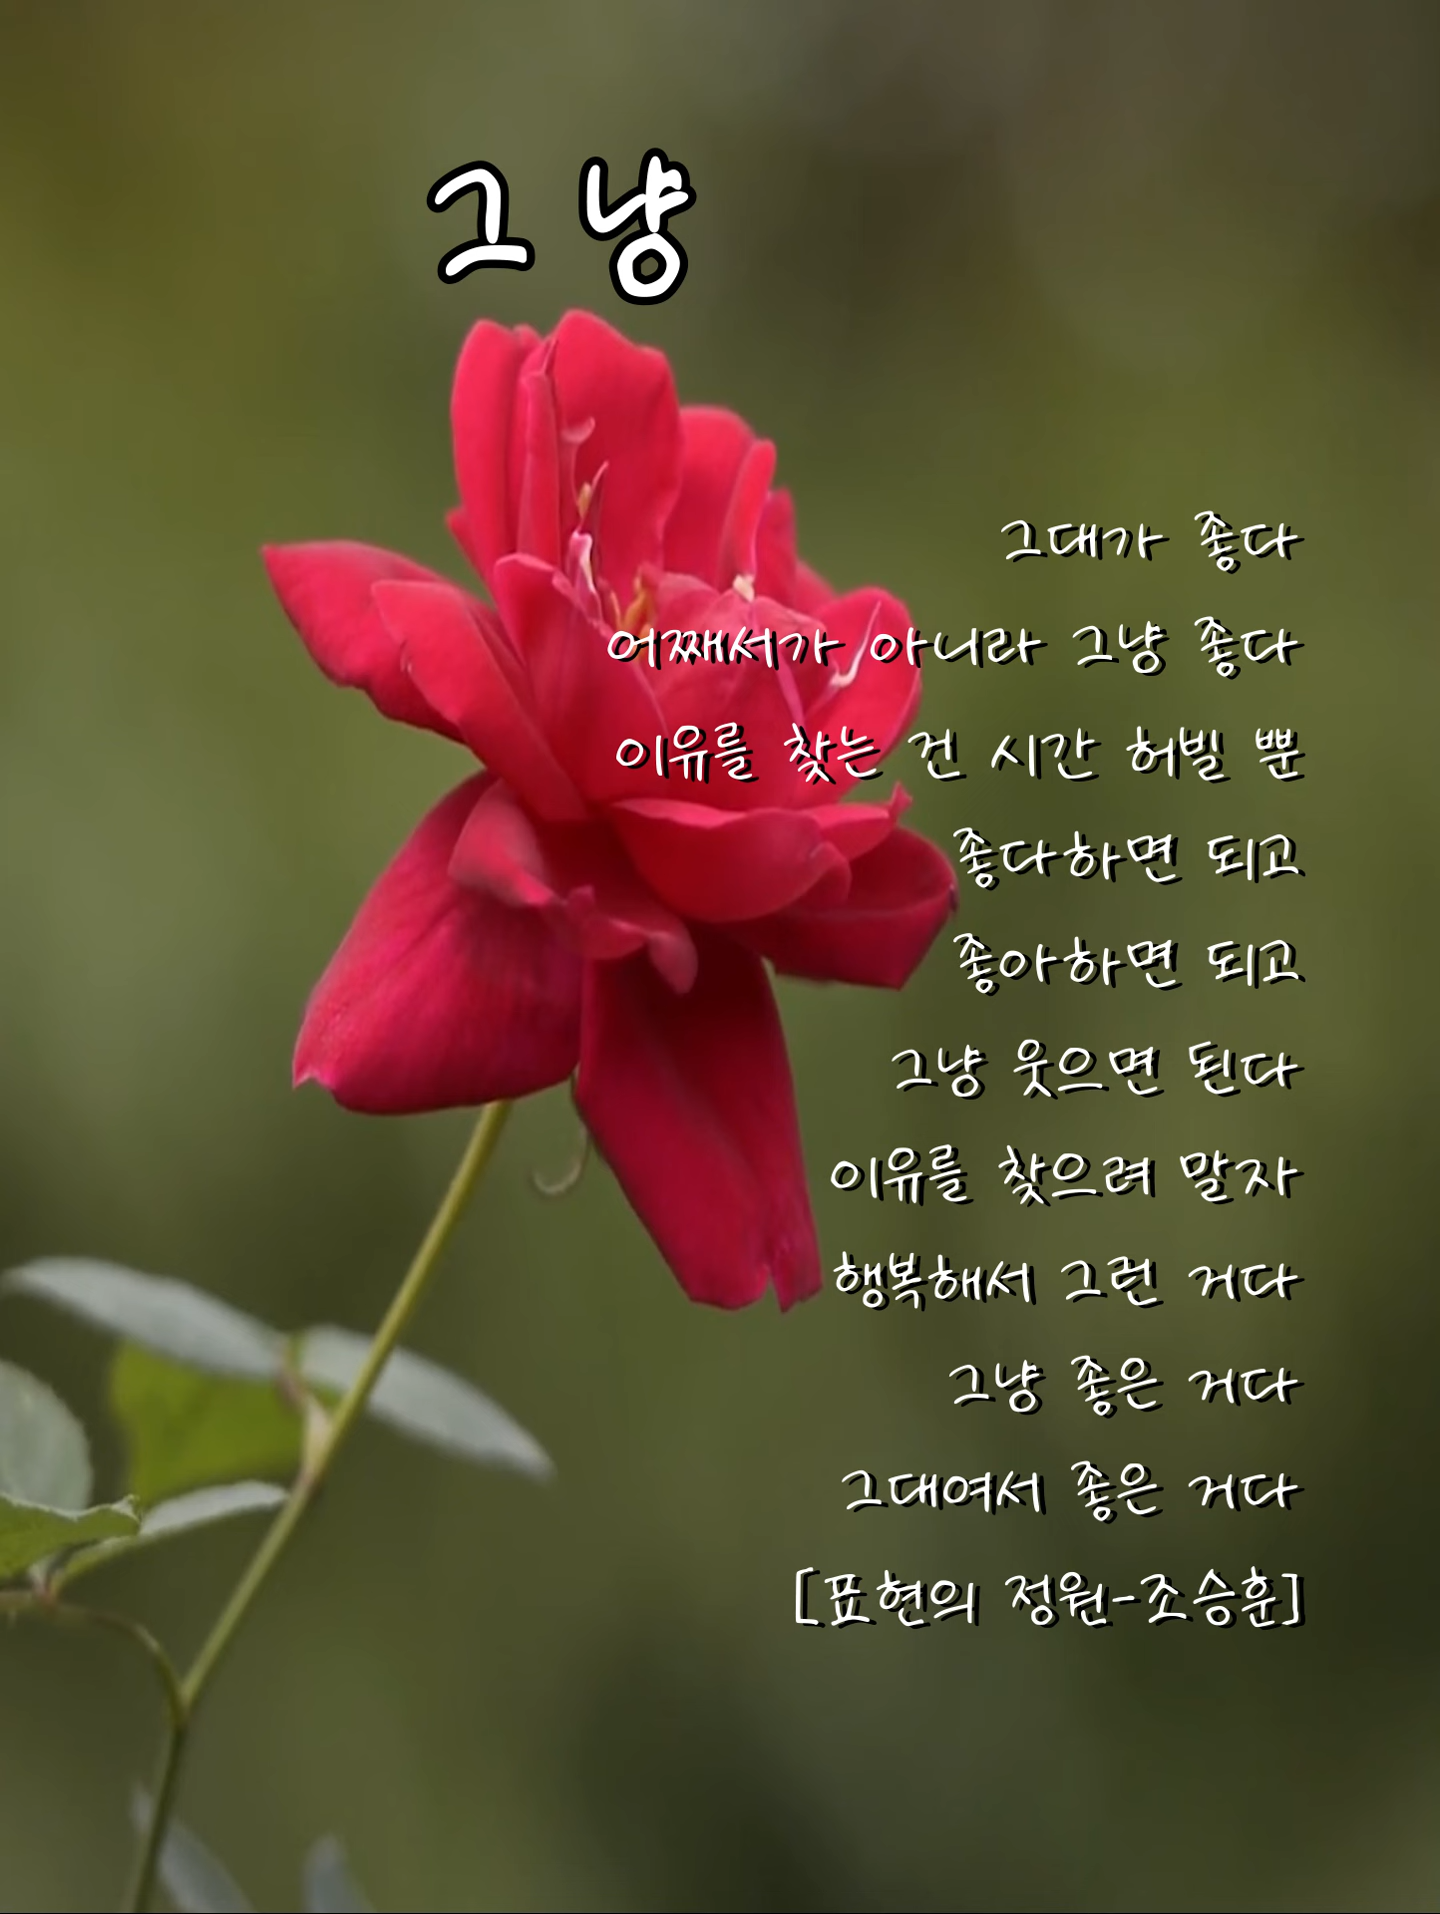 그냥
그대가 좋다
어째서가 아니라 그냥 좋다
이유를 찾는 건 시간 허빌 뿐
좋다하면 되고
좋아하면 되고
그냥 웃으면 된다
이유를 찾으려 말자
행복해서 그런 거다
그냥 좋은 거다
그대여서 좋은 거다
[표현의 정원-조승훈]